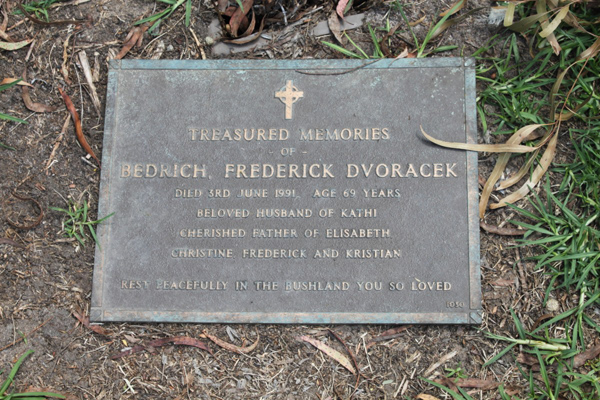 TREASURED MEMORIES
- OF -
BEDRICH, FREDERICK DVORACEK
DIED 3RD JUNE 1991, AGE 69 YEARS
BELOVED HUSBAND OF KATHI
CHERISHED FATHER OF ELISABETH
CHRISTINE, FREDERICK AND KRISTIAN
REST PEACEFULLY IN THE BUSHLAND YOU SO LOVED